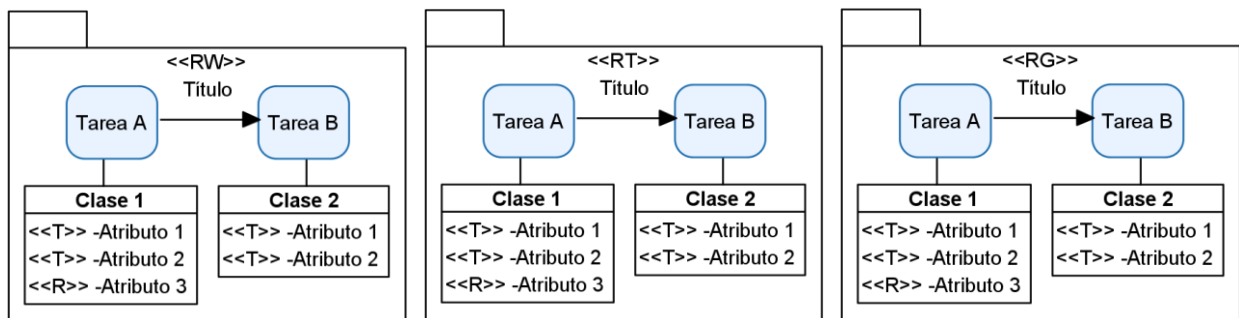 <<RW>>
Título
Tarea A
Tarea B
Clase 1
<<T>> -Atributo 1
<<T>> -Atributo 2
<<R>> -Atributo 3
Clase 2
<<T>> -Atributo 1
<<T>> -Atributo 2
<<RT>>
Título
Tarea A
Tarea B
Clase 1
<<T>> -Atributo 1
<<T>> -Atributo 2
<<R>> -Atributo 3
Clase 2
<<T>> -Atributo 1
<<T>> -Atributo 2
<<RG>>
Título
Tarea A
Tarea B
Clase 1
<<T>> -Atributo 1
<<T>> -Atributo 2
<<R>> -Atributo 3
Clase 2
<<T>> -Atributo 1
<<T>> -Atributo 2